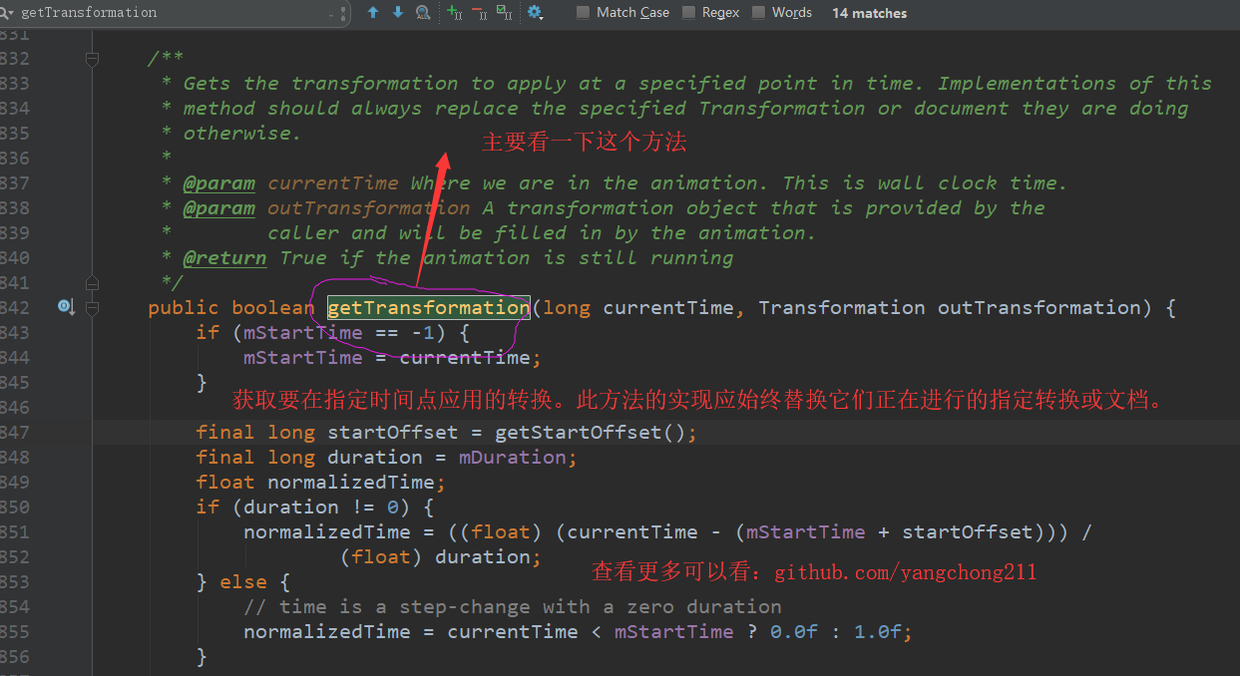 getTransformation Match Case Regex Words 14 matches
831
832 /**
833 * Gets the transformation to apply at a specified point in time. Implementations of this
834 * method should always replace the specified Transformation or document they are doing
835 * otherwise.
主要看一下这个方法
836 *
837 * @param currentTime Where we are in the animation. This is wall clock time.
838 * @param outTransformation A transformation object that is provided by the
839 * caller and will be filled in by the animation.
840 * @return True if the animation is still running
841 */
842 public boolean getTransformation(long currentTime, Transformation outTransformation) {
843 if (mStartTime == -1) {
844 mStartTime = currentTime;
845 }
846
获取要在指定时间点应用的转换。此方法的实现应始终替换它们正在进行的指定转换或文档。
847 final long startOffset = getStartOffset();
848 final long duration = mDuration;
849 float normalizedTime;
850 if (duration != 0) {
851 normalizedTime = ((float) (currentTime - (mStartTime + startOffset))) /
852 (float) duration;
查看更多可以看：github.com/yangchong211
853 } else {
854 // time is a step-change with a zero duration
855 normalizedTime = currentTime < mStartTime ? 0.0f : 1.0f;
856 }